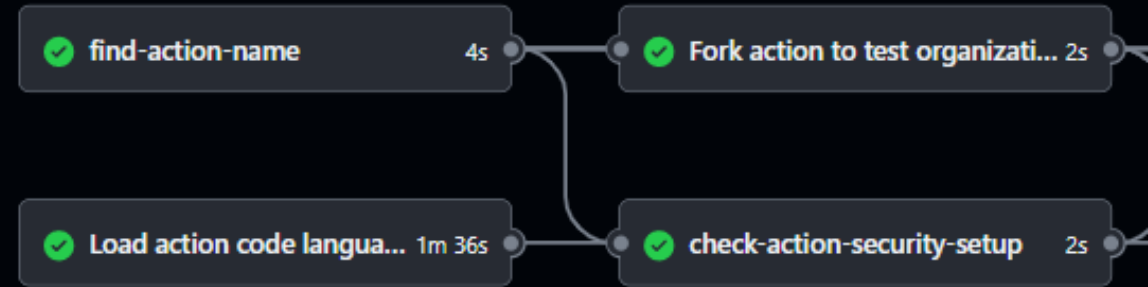 find-action-name 4s
Fork action to test organizati... 2s
Load action code langua... 1m 36s
check-action-security-setup 2s